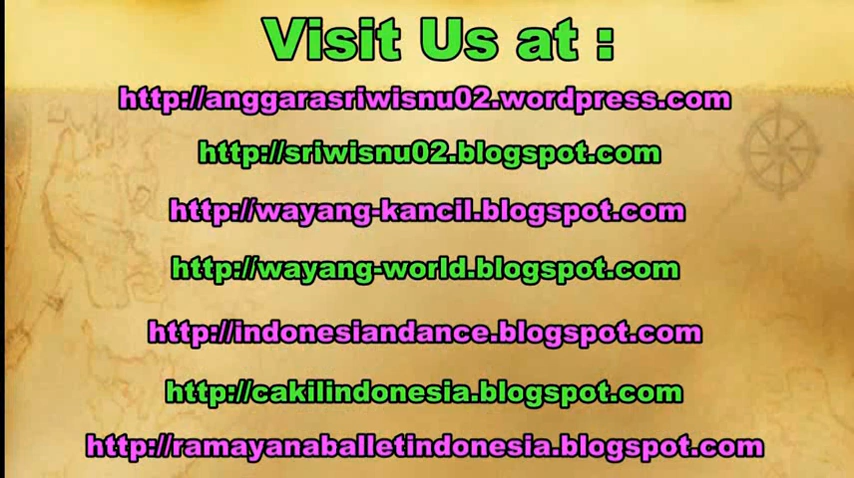 Visit Us at :
http://anggarasriwisnu02.wordpress.com
http://sriwisnu02.blogspot.com
http://wayang-kancil.blogspot.com
http://wayang-world.blogspot.com
http://indonesiandance.blogspot.com
http://cakilindonesia.blogspot.com
http://ramayanaballetindonesia.blogspot.com